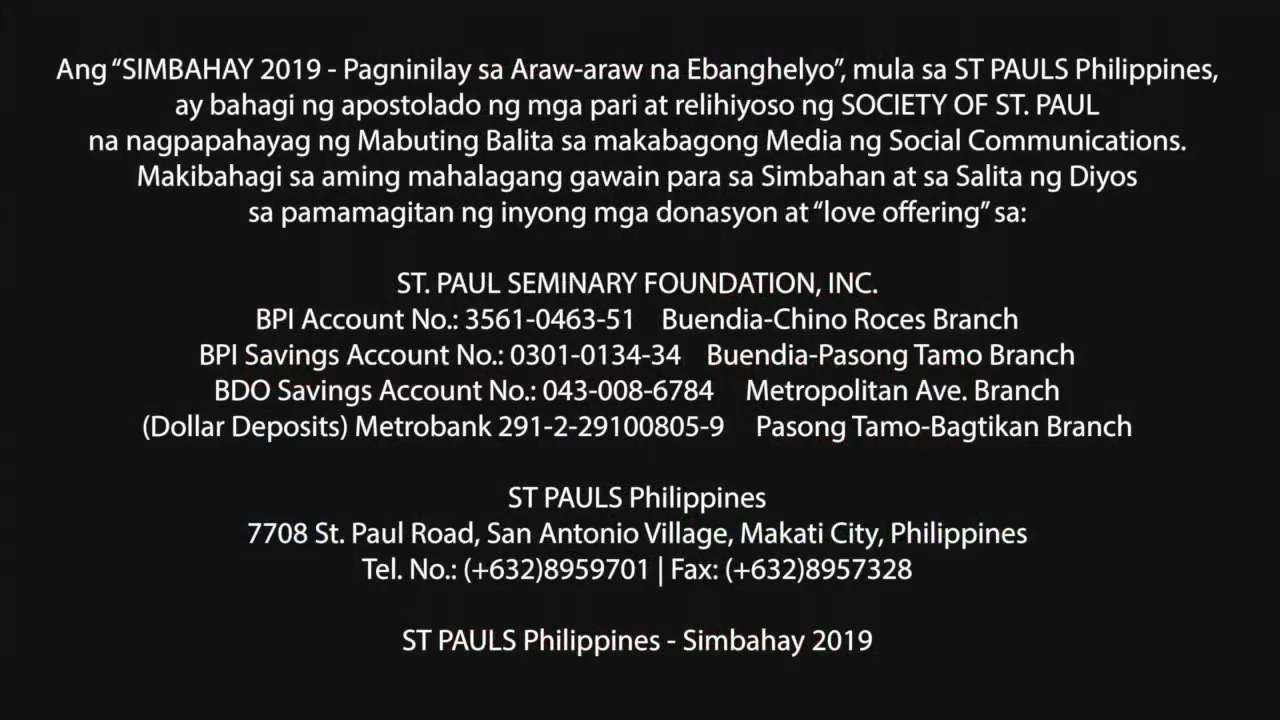 Ang “SIMBAHAY 2019 - Pagninilay sa Araw-araw na Ebanghelyo”, mula sa ST PAULS Philippines,
ay bahagi ng apostolado ng mga pari at relihiyoso ng SOCIETY OF ST. PAUL
na nagpapahayag ng Mabuting Balita sa makabagong Media ng Social Communications.
Makibahagi sa aming mahalagang gawain para sa Simbahan at sa Salita ng Diyos
sa pamamagitan ng inyong mga donasyon at “love offering” sa:
ST. PAUL SEMINARY FOUNDATION, INC.
BPI Account No.: 3561-0463-51 Buendia-Chino Roces Branch
BPI Savings Account No.: 0301-0134-34 Buendia-Pasong Tamo Branch
BDO Savings Account No.: 043-008-6784 Metropolitan Ave. Branch
(Dollar Deposits) Metrobank 291-2-29100805-9 Pasong Tamo-Bagtikan Branch
ST PAULS Philippines
7708 St. Paul Road, San Antonio Village, Makati City, Philippines
Tel. No.: (+632)8959701 | Fax: (+632)8957328
ST PAULS Philippines - Simbahay 2019